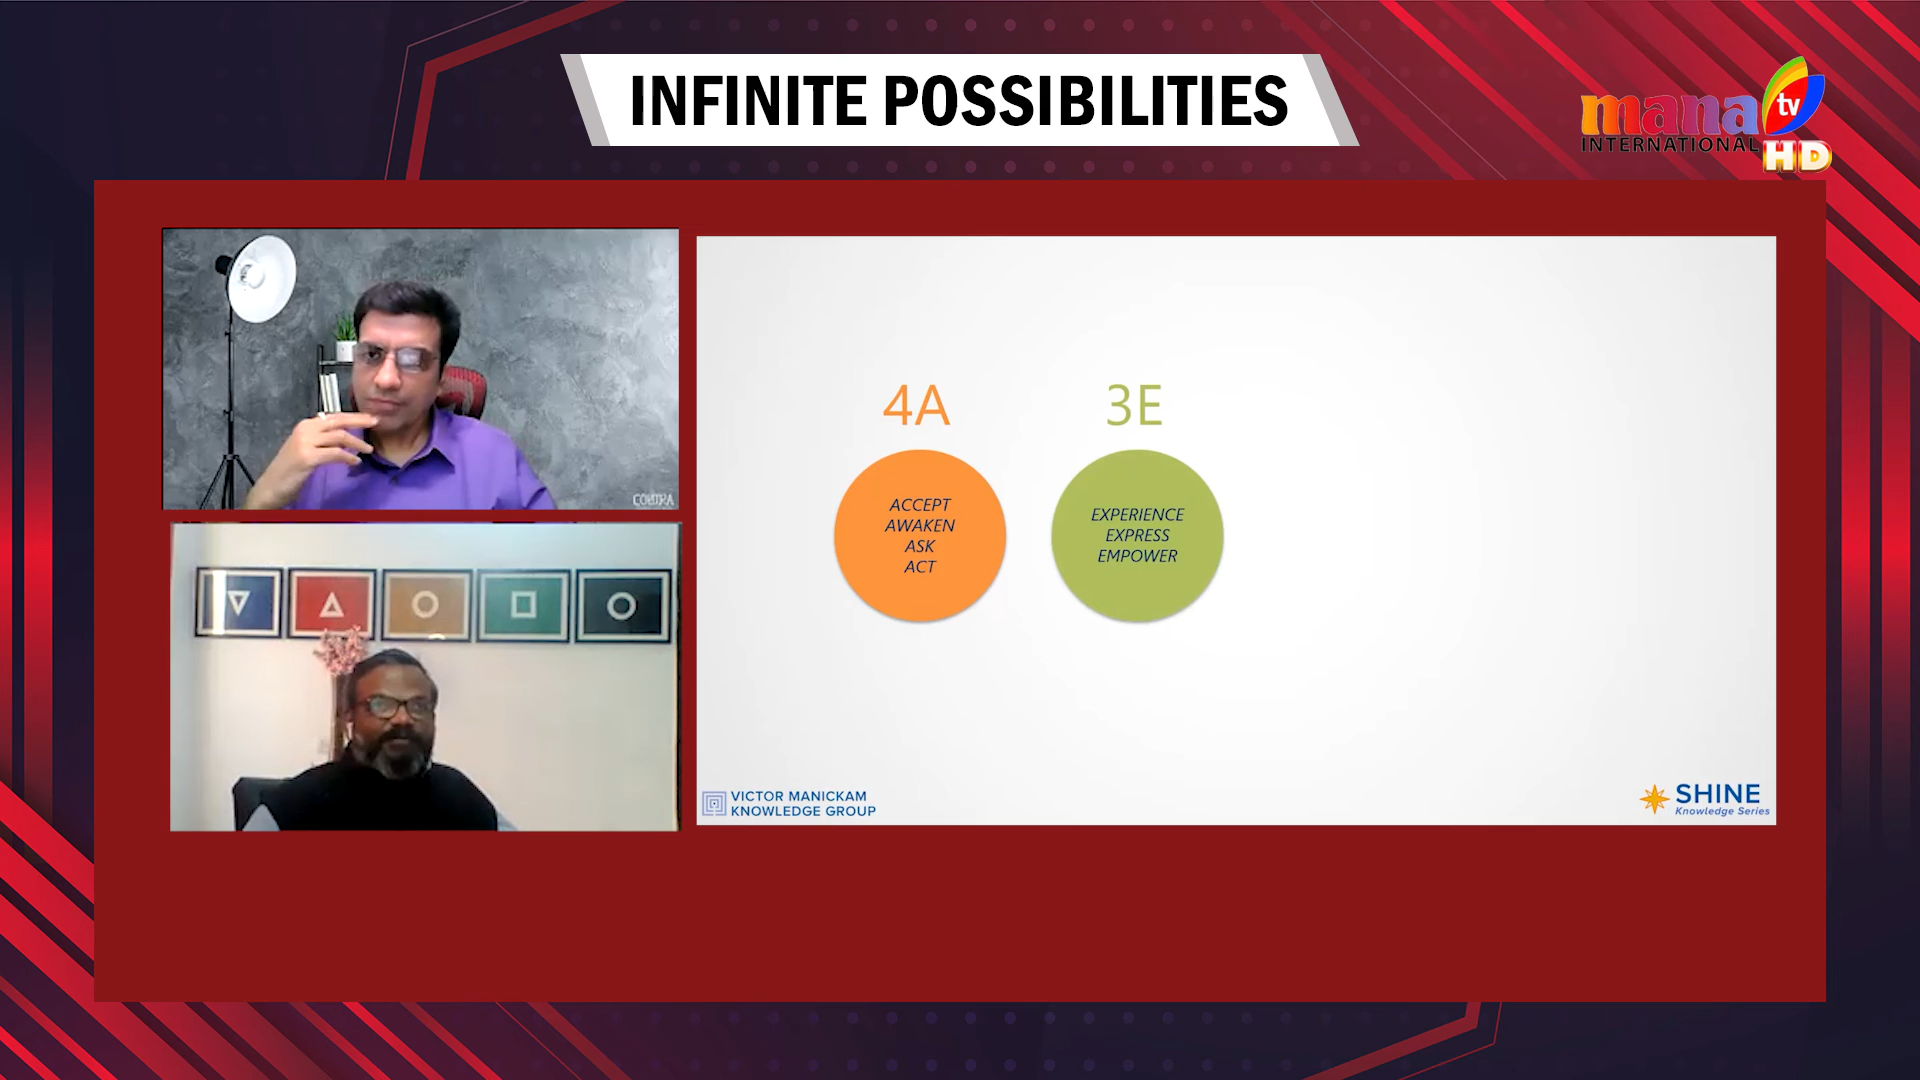 INFINITE POSSIBILITIES
mana tv
INTERNATIONAL
HD
COMIRA
4A
3E
ACCEPT
AWAKEN
ASK
ACT
EXPERIENCE
EXPRESS
EMPOWER
VICTOR MANICKAM
KNOWLEDGE GROUP
SHINE
Knowledge Series